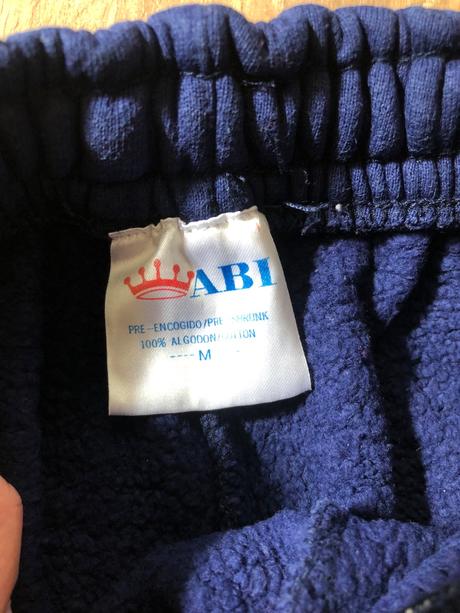 ABI
PRE-ENCOGIDO/PRE-SHRUNK
100% ALGODON/COTTON
---- M -